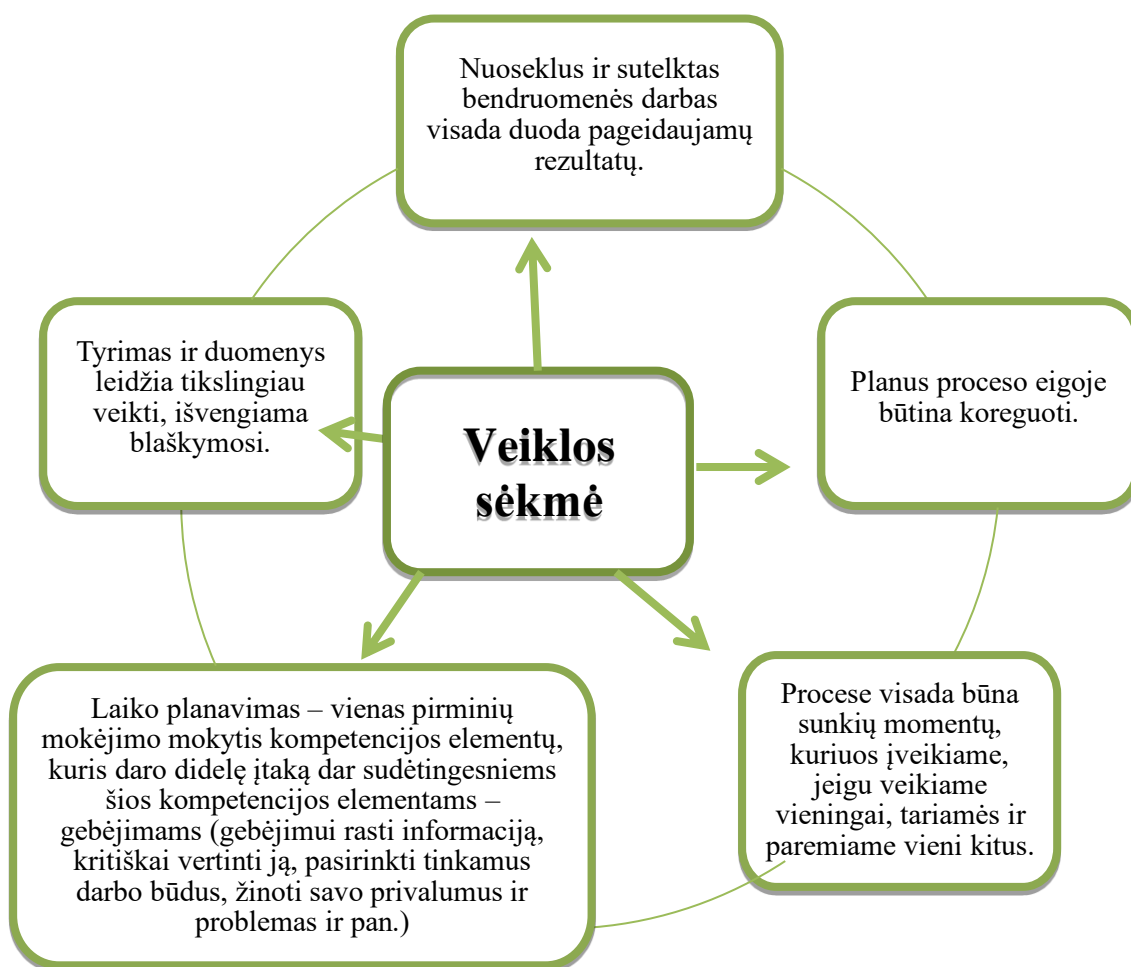 Nuoseklus ir sutelktas
bendruomenės darbas
visada duoda pageidaujamų
rezultatų.
Tyrimas ir duomenys
leidžia tikslingiau
veikti, išvengiama
blaškymosi.
Veiklos
sėkmė
Planus proceso eigoje
būtina koreguoti.
Laiko planavimas – vienas pirminių
mokėjimo mokytis kompetencijos elementų,
kuris daro didelę įtaką dar sudėtingesniems
šios kompetencijos elementams –
gebėjimams (gebėjimui rasti informaciją,
kritiškai vertinti ją, pasirinkti tinkamus
darbo būdus, žinoti savo privalumus ir
problemas ir pan.)
Procese visada būna
sunkių momentų,
kuriuos įveikiame,
jeigu veikiame
vieningai, tariamės ir
paremiame vieni kitus.